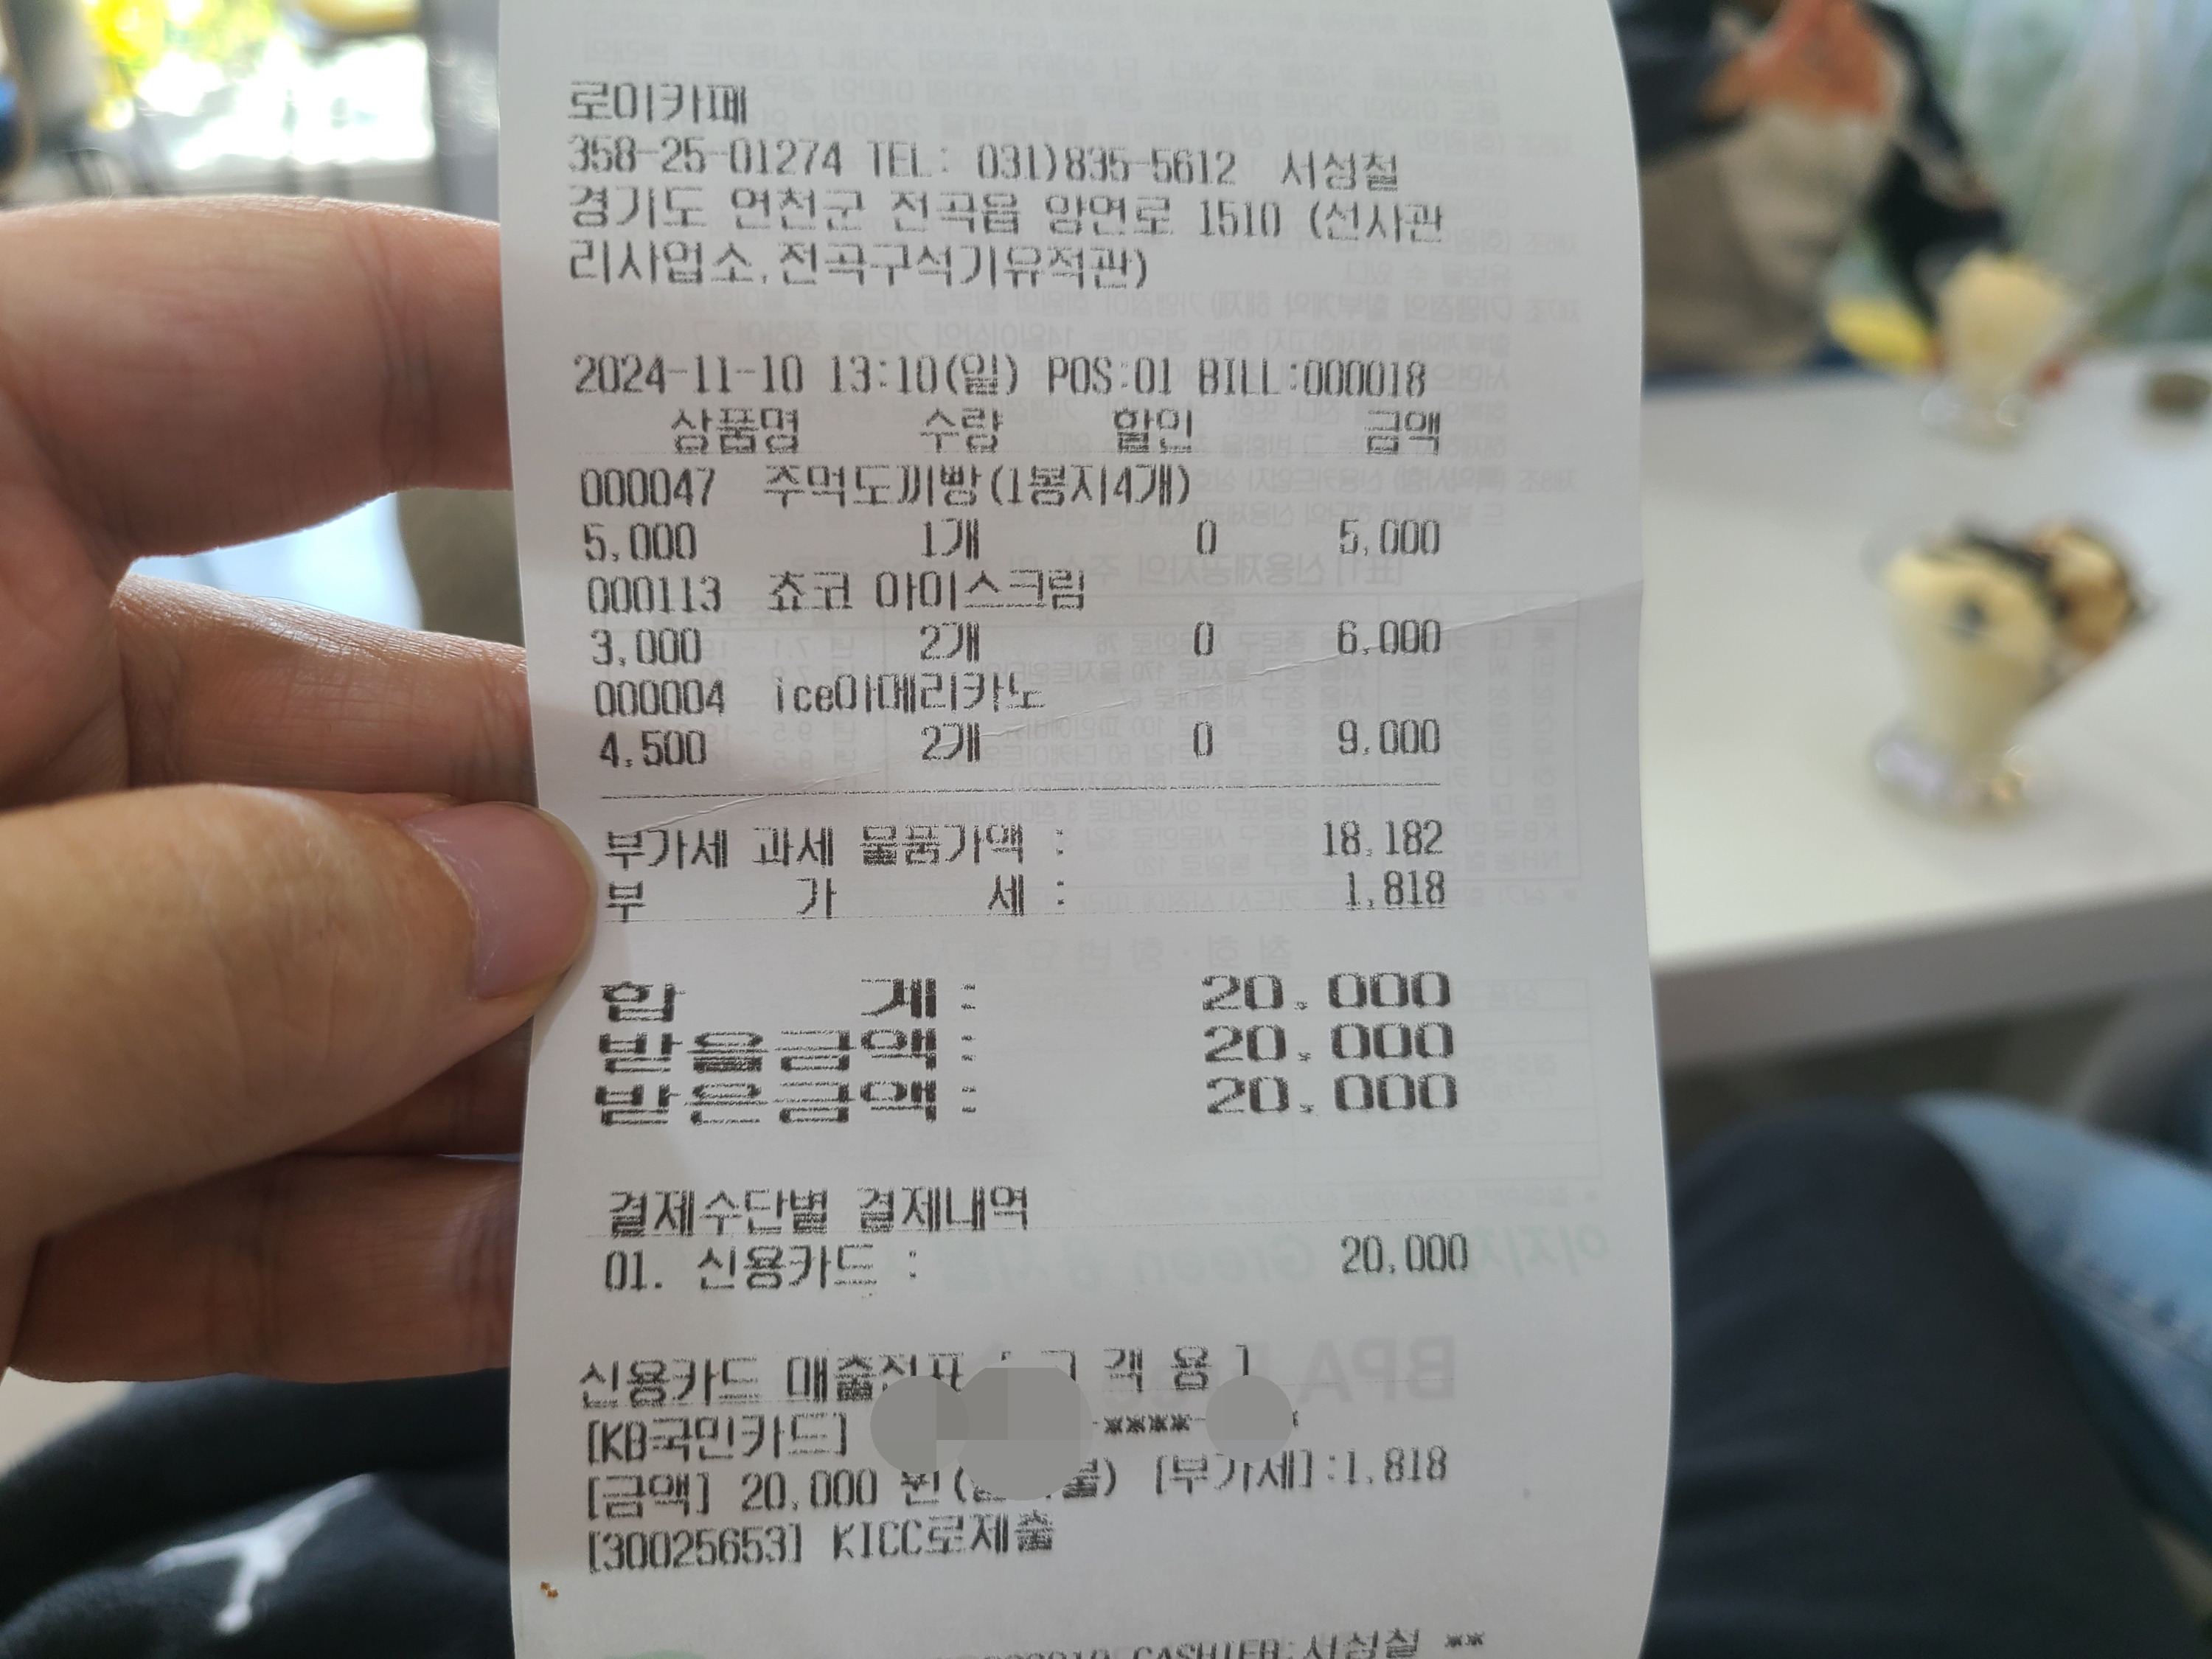 로이카페
358-25-01274 TEL: 031)835-5612 서성철
경기도 연천군 전곡읍 양연로 1510 (선사관
리사업소,전곡구석기유적관)
2024-11-10 13:10(일) POS:01 BILL:000018
상품명 수량 할인 금액
000047 주먹도끼빵(1봉지4개)
5,000 1개 0 5,000
000113 쵸코 아이스크림
3,000 2개 0 6,000
000004 ice아메리카노
4,500 2개 0 9,000
부가세 과세 물품가액 : 18,182
부 가 세 : 1,818
합 계 : 20,000
받을금액 : 20,000
받은금액 : 20,000
결제수단별 결제내역
01. 신용카드 : 20,000
신용카드 매출전표 [ 고 객 용 ]
[KB국민카드] -****-
[금액] 20,000 원( ) [부가세]:1,818
[30025653] KICC로제출
CASHIER:서성철 **